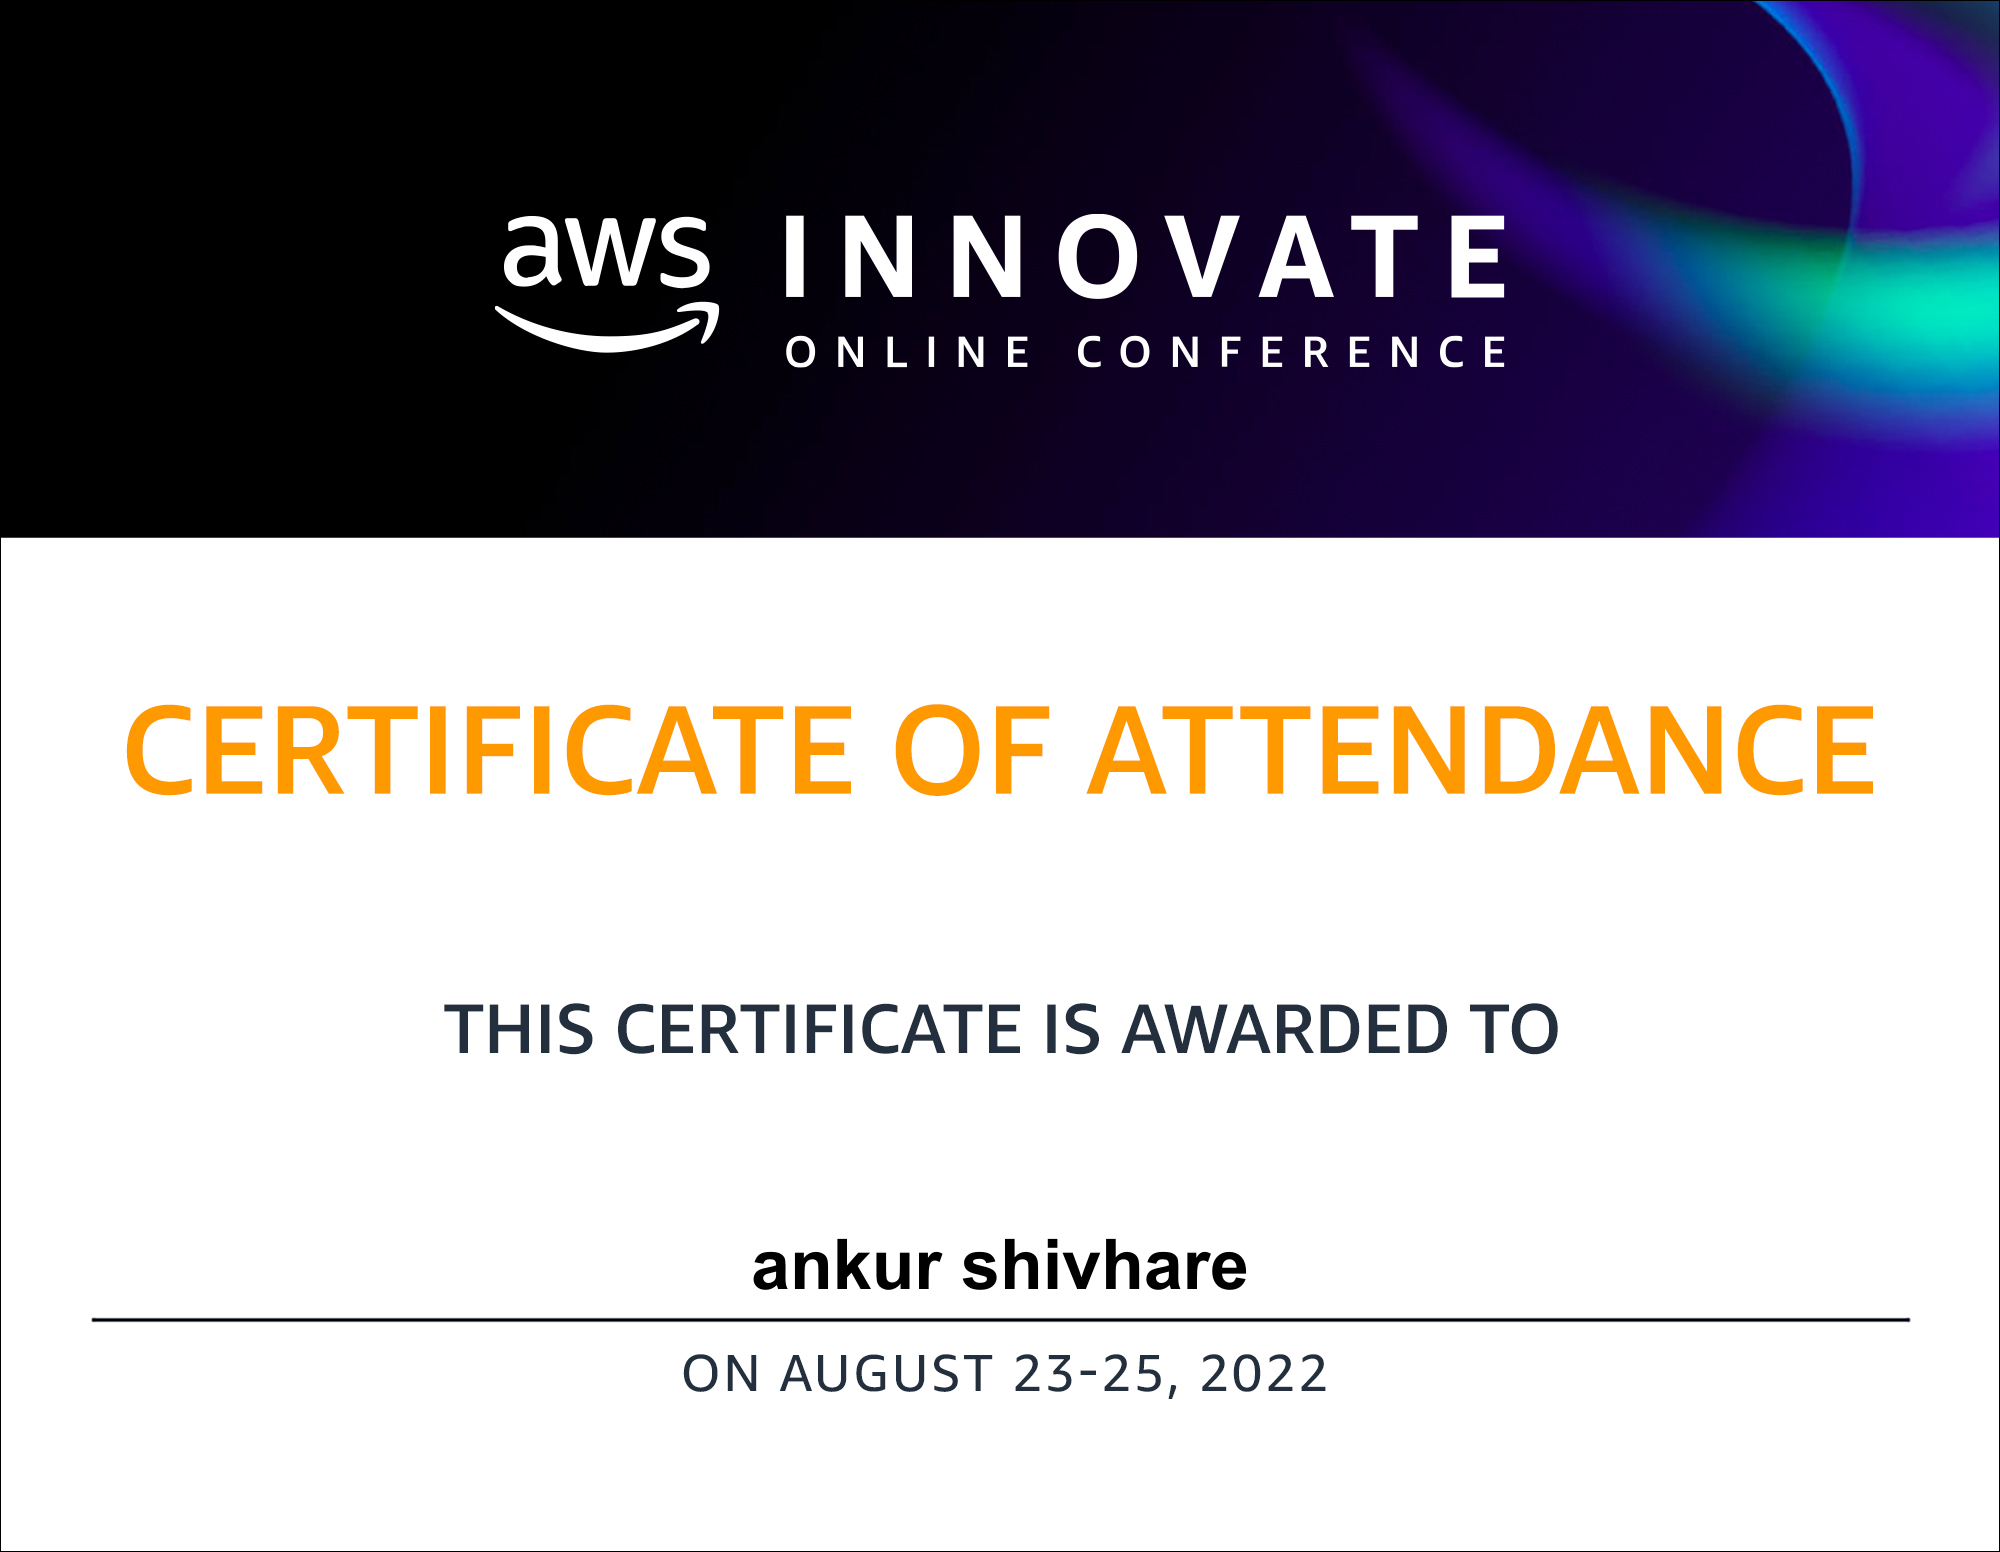 aws INNOVATE
ONLINE CONFERENCE
CERTIFICATE OF ATTENDANCE
THIS CERTIFICATE IS AWARDED TO
ankur shivhare
ON AUGUST 23-25, 2022